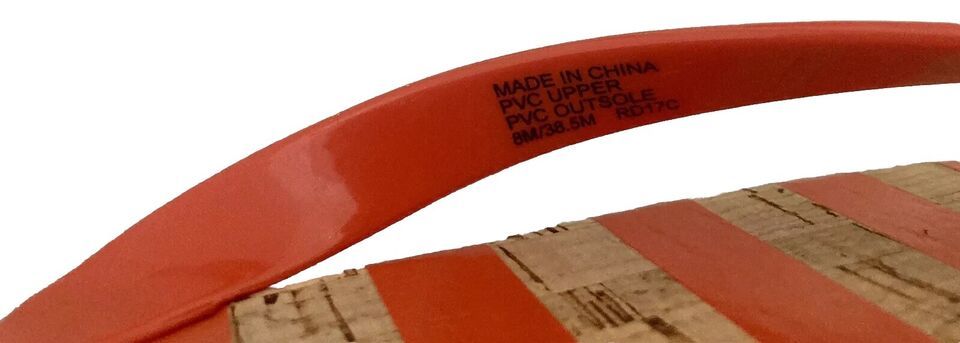 MADE IN CHINA
PVC UPPER
PVC OUTSOLE
8M/38.5M RD17C